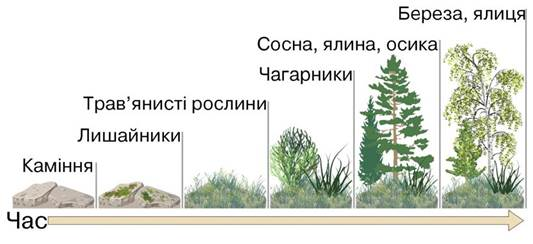 Береза, ялиця
Сосна, ялина, осика
Чагарники
Трав’янисті рослини
Лишайники
Каміння
Час